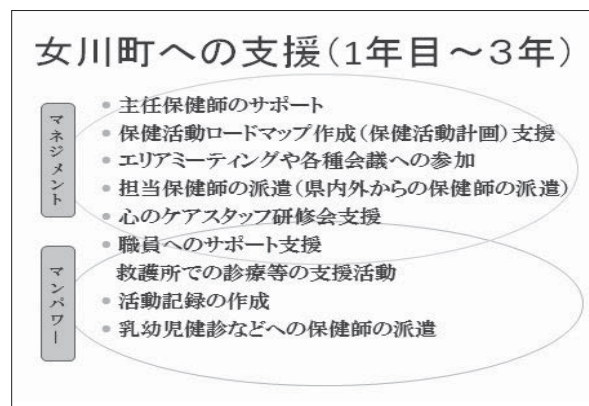 女川町への支援(1年目～3年)
マネジメント
主任保健師のサポート
保健活動ロードマップ作成(保健活動計画)支援
エリアミーティングや各種会議への参加
担当保健師の派遣(県内外からの保健師の派遣)
心のケアスタッフ研修会支援
職員へのサポート支援
マンパワー
救護所での診療等の支援活動
活動記録の作成
乳幼児健診などへの保健師の派遣